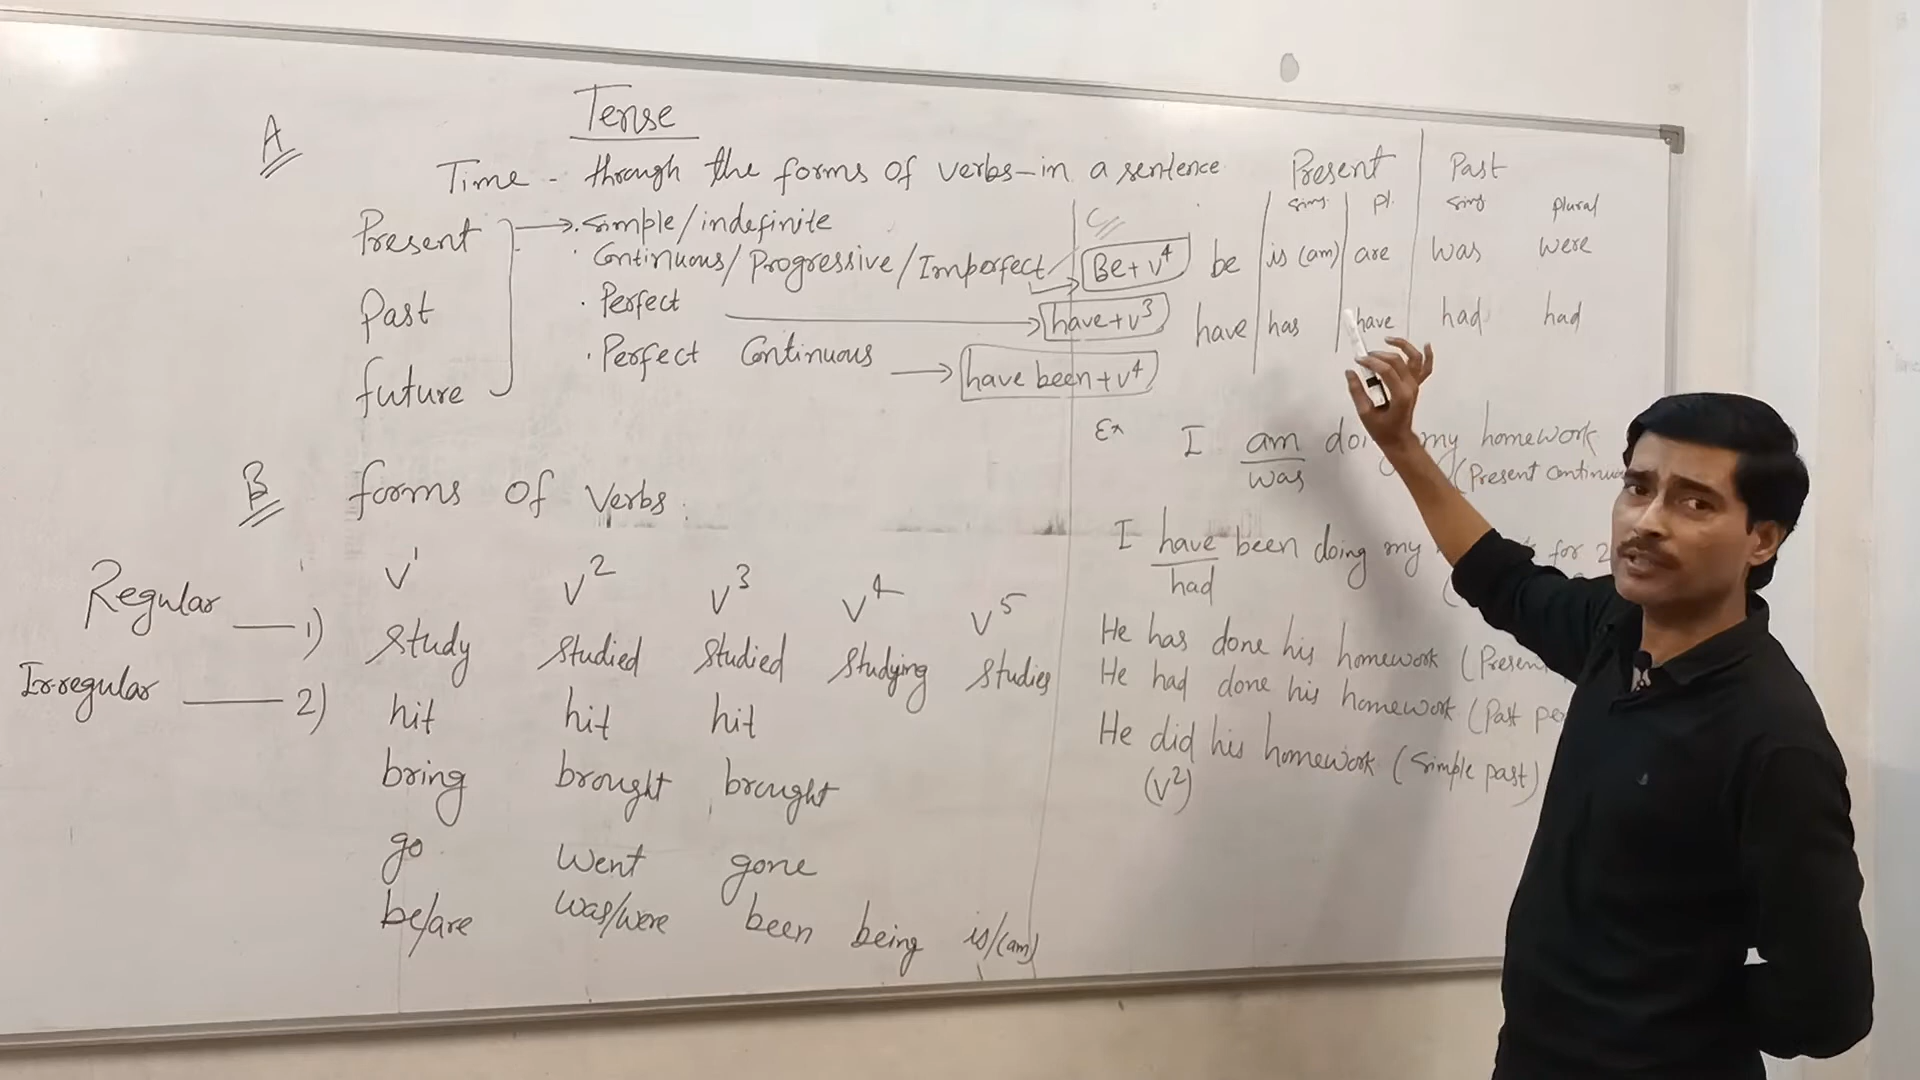 Tense
A
Time - through the forms of verbs-in a sentence
Present
Past
future
→ . simple/indefinite
. Continuous/Progressive/Imperfect
. Perfect
. Perfect Continuous
C
Be+v⁴
have+v³
have been+v⁴
Present Past
sing. pl. sing plural
be is (am) are was were
have has have had had
B forms of verbs.
v¹ v² v³ v⁴ v⁵
Regular — 1) study studied studied studying studies
Irregular — 2) hit hit hit
bring brought brought
go went gone
be/are was/were been being is/(am)
Ex I am my homework
was (Present
I have been doing my for
had
He has done his homework (
He had done his homework (Past
He did his homework (Simple past)
(v²)